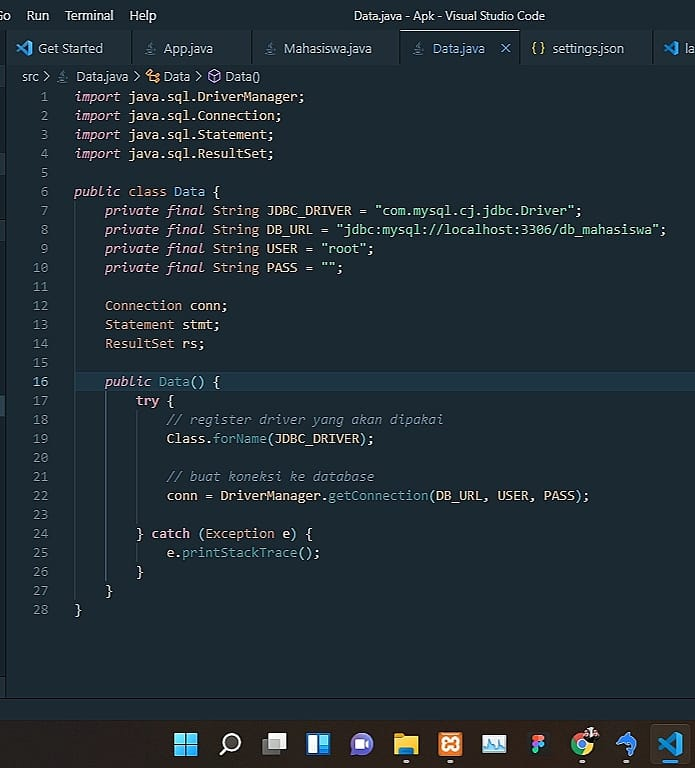 Run Terminal Help Data.java - Apk - Visual Studio Code
Get Started App.java Mahasiswa.java Data.java × { } settings.json
src > Data.java > Data > Data()
1 import java.sql.DriverManager;
2 import java.sql.Connection;
3 import java.sql.Statement;
4 import java.sql.ResultSet;
5
6 public class Data {
7 private final String JDBC_DRIVER = "com.mysql.cj.jdbc.Driver";
8 private final String DB_URL = "jdbc:mysql://localhost:3306/db_mahasiswa";
9 private final String USER = "root";
10 private final String PASS = "";
11
12 Connection conn;
13 Statement stmt;
14 ResultSet rs;
15
16 public Data() {
17 try {
18 // register driver yang akan dipakai
19 Class.forName(JDBC_DRIVER);
20
21 // buat koneksi ke database
22 conn = DriverManager.getConnection(DB_URL, USER, PASS);
23
24 } catch (Exception e) {
25 e.printStackTrace();
26 }
27 }
28 }